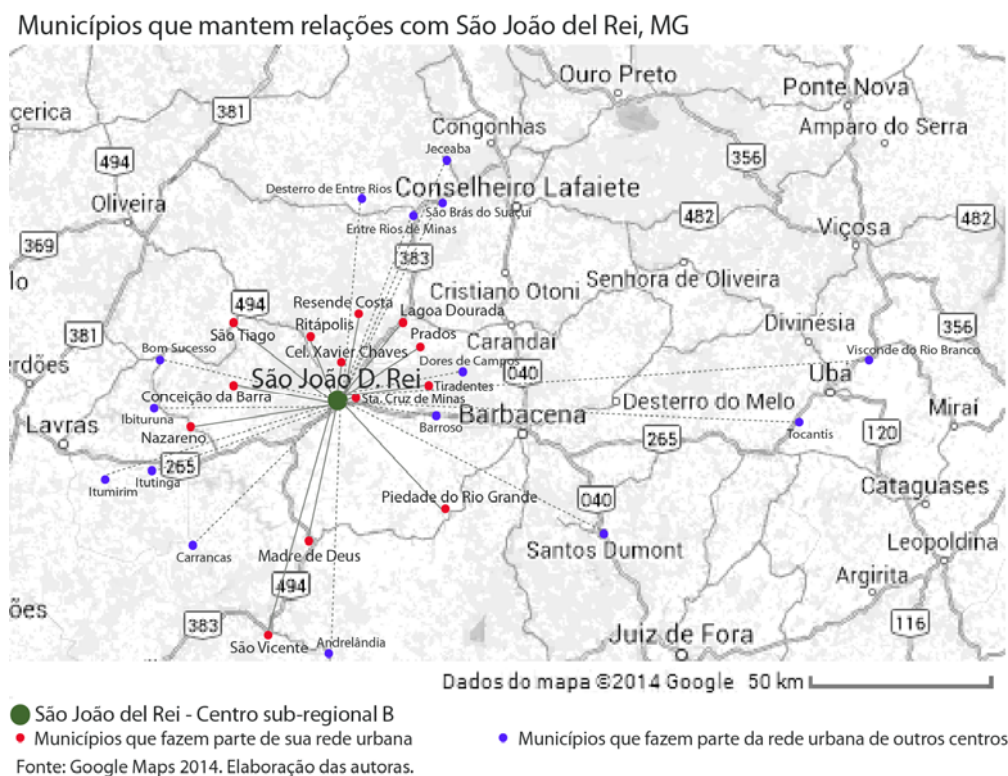 Municípios que mantem relações com São João del Rei, MG
Ouro Preto
Ponte Nova
381
çerica
Congonhas
Amparo do Serra
494
Jeceaba
356
Desterro de Entre Rios
Conselheiro Lafaiete
Oliveira
São Brás do Suaçuí
482
482
Entre Rios de Minas
Viçosa
369
383
lo
Senhora de Oliveira
494
Resende Costa
Cristiano Otoni
Lagoa Dourada
381
São Tiago
Ritápolis
Prados
Carandaí
Divinésia
356
Bom Sucesso
Cel. Xavier Chaves
Dores de Campos
Visconde do Rio Branco
erdões
São João D. Rei
040
Ubá
Tiradentes
Conceição da Barra
Sta. Cruz de Minas
Desterro do Melo
Ibituruna
Barbacena
Miraí
Lavras
Nazareno
Barroso
Tocantis
120
265
265
Itutinga
Itumirim
Piedade do Rio Grande
040
Cataguases
Carrancas
Madre de Deus
Santos Dumont
Leopoldina
494
Argirita
ões
383
116
São Vicente
Andrelândia
Juiz de Fora
Dados do mapa ©2014 Google 50 km
São João del Rei - Centro sub-regional B
Municípios que fazem parte de sua rede urbana
Municípios que fazem parte da rede urbana de outros centros
Fonte: Google Maps 2014. Elaboração das autoras.